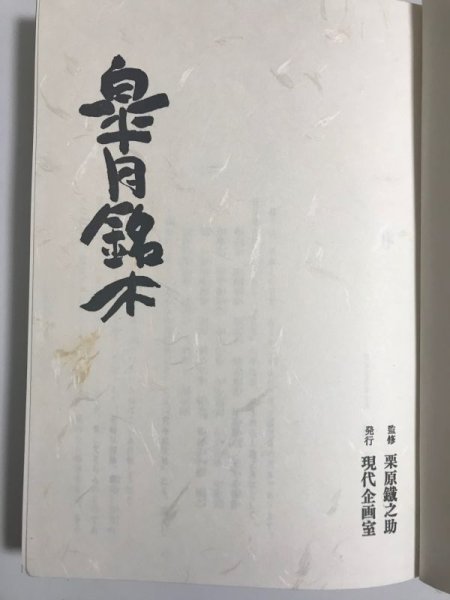 皐月銘木
監修 栗原鐵之助
発行 現代企画室